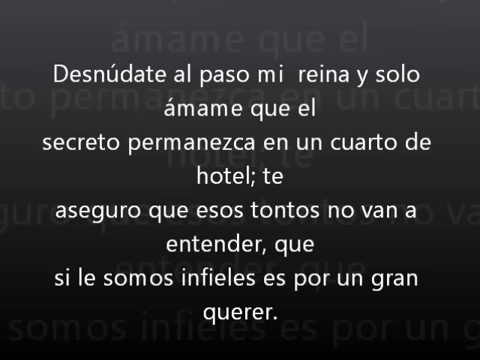 Desnúdate al paso mi  reina y solo
ámame que el
secreto permanezca en un cuarto de
hotel; te
aseguro que esos tontos no van a
entender, que
si le somos infieles es por un gran
querer.